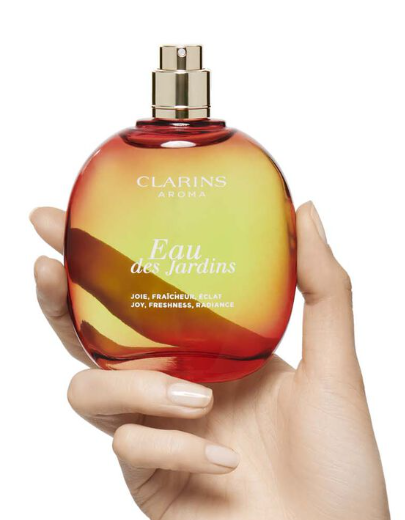 CLARINS
AROMA
Eau
des Jardins
JOIE, FRAÎCHEUR, ÉCLAT
JOY, FRESHNESS, RADIANCE